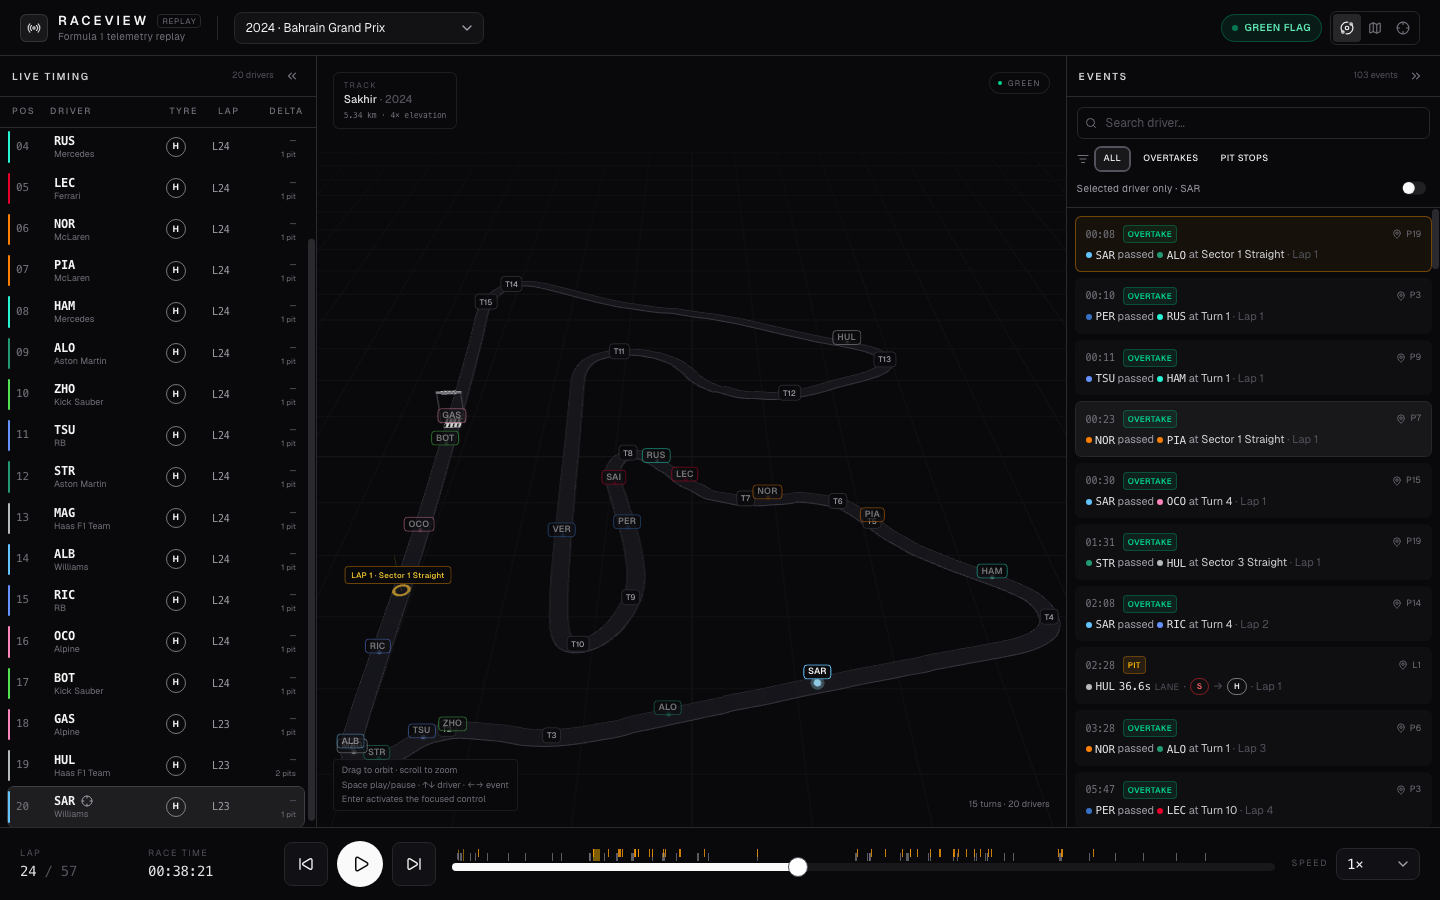 RACEVIEW REPLAY
Formula 1 telemetry replay
2024 · Bahrain Grand Prix
GREEN FLAG
LIVE TIMING 20 drivers
POS DRIVER TYRE LAP DELTA
04 RUS H L24 —
Mercedes 1 pit
05 LEC H L24 —
Ferrari 1 pit
06 NOR H L24 —
McLaren 1 pit
07 PIA H L24 —
McLaren 1 pit
08 HAM H L24 —
Mercedes 1 pit
09 ALO H L24 —
Aston Martin 1 pit
10 ZHO H L24 —
Kick Sauber 1 pit
11 TSU H L24 —
RB 1 pit
12 STR H L24 —
Aston Martin 1 pit
13 MAG H L24 —
Haas F1 Team 1 pit
14 ALB H L24 —
Williams 1 pit
15 RIC H L24 —
RB 1 pit
16 OCO H L24 —
Alpine 1 pit
17 BOT H L24 —
Kick Sauber 1 pit
18 GAS H L23 —
Alpine 1 pit
19 HUL H L23 —
Haas F1 Team 2 pits
20 SAR H L23 —
Williams 1 pit
TRACK
Sakhir · 2024
5.34 km · 4× elevation
GREEN
T14
T15
HUL
T11
T13
T12
GAS
BOT
T8
RUS
SAI
LEC
T7
NOR
T6
PIA
OCO
VER
PER
LAP 1 · Sector 1 Straight
HAM
T9
T4
RIC
T10
SAR
ALO
TSU
ZHO
T3
ALB
STR
Drag to orbit · scroll to zoom
Space play/pause · ↑↓ driver · ←→ event
Enter activates the focused control
15 turns · 20 drivers
EVENTS 103 events
Search driver...
ALL OVERTAKES PIT STOPS
Selected driver only · SAR
00:08 OVERTAKE P19
SAR passed ALO at Sector 1 Straight · Lap 1
00:10 OVERTAKE P3
PER passed RUS at Turn 1 · Lap 1
00:11 OVERTAKE P9
TSU passed HAM at Turn 1 · Lap 1
00:23 OVERTAKE P7
NOR passed PIA at Sector 1 Straight · Lap 1
00:30 OVERTAKE P15
SAR passed OCO at Turn 4 · Lap 1
01:31 OVERTAKE P19
STR passed HUL at Sector 3 Straight · Lap 1
02:08 OVERTAKE P14
SAR passed RIC at Turn 4 · Lap 2
02:28 PIT L1
HUL 36.6s LANE · S → H · Lap 1
03:28 OVERTAKE P6
NOR passed ALO at Turn 1 · Lap 3
05:47 OVERTAKE P3
PER passed LEC at Turn 10 · Lap 4
LAP
24 / 57
RACE TIME
00:38:21
SPEED 1×